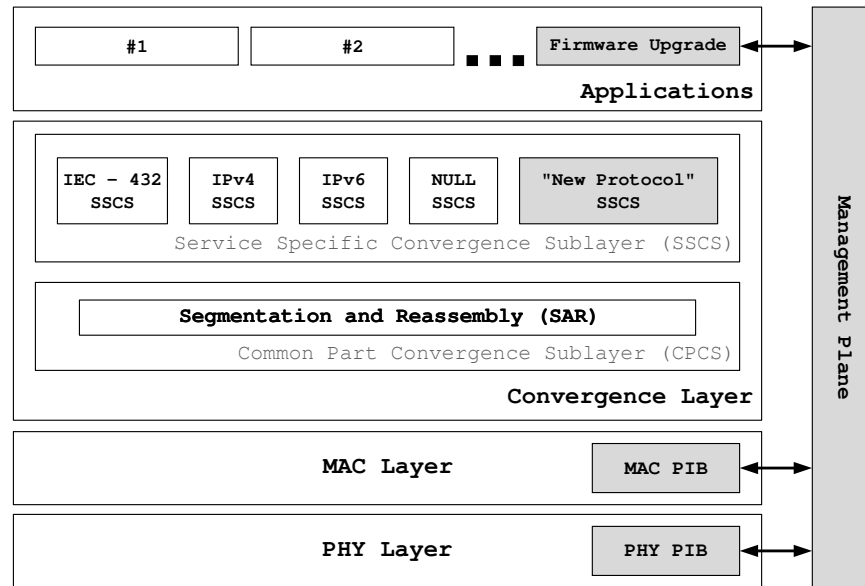 #1
#2
Firmware Upgrade
Applications
IEC – 432
SSCS
IPv4
SSCS
IPv6
SSCS
NULL
SSCS
"New Protocol"
SSCS
Service Specific Convergence Sublayer (SSCS)
Segmentation and Reassembly (SAR)
Common Part Convergence Sublayer (CPCS)
Convergence Layer
MAC Layer
MAC PIB
PHY Layer
PHY PIB
Management Plane